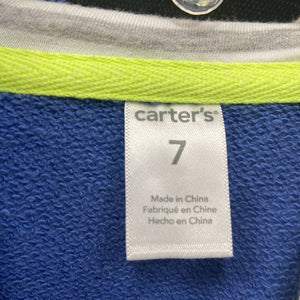 carter's®
7
Made in China
Fabriqué en Chine
Hecho en China